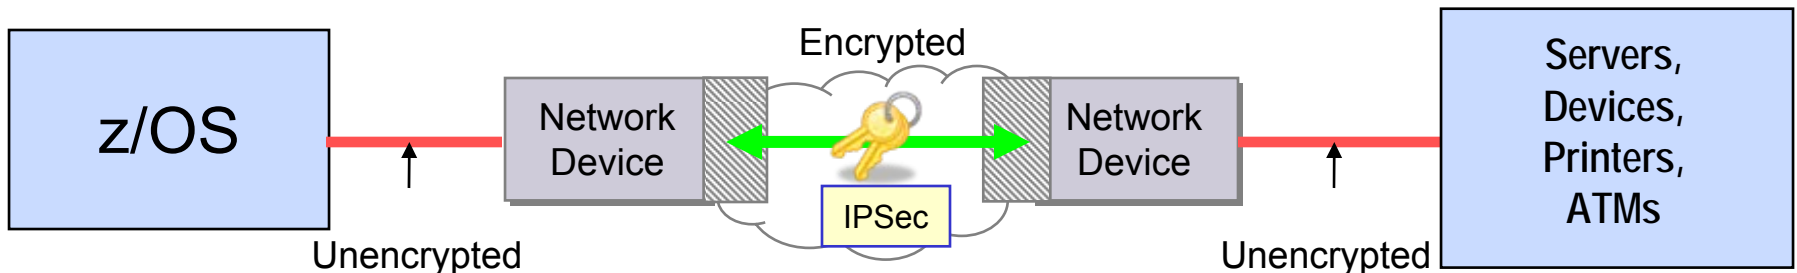 z/OS
Unencrypted
Network
Device
Encrypted
IPSec
Network
Device
Unencrypted
Servers,
Devices,
Printers,
ATMs